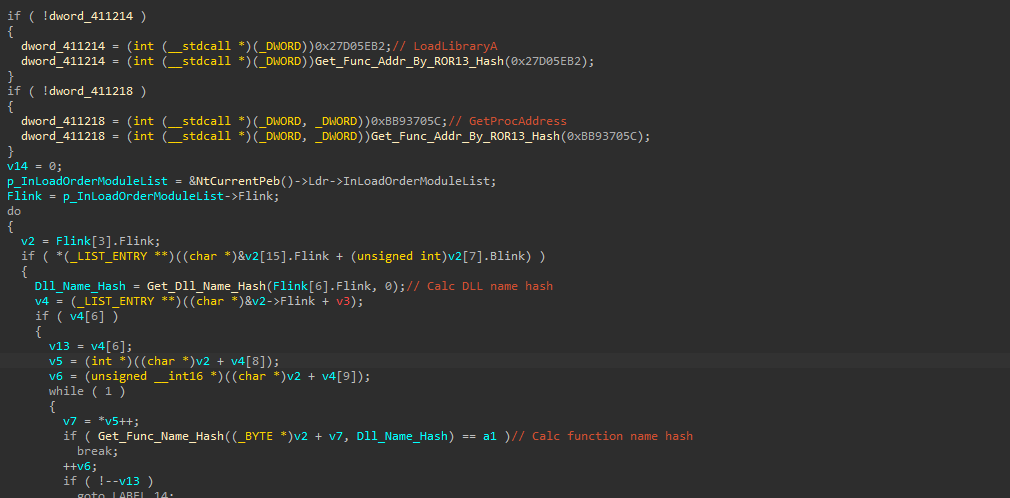 if ( !dword_411214 )
{
  dword_411214 = (int (__stdcall *)(_DWORD))0x27D05EB2;// LoadLibraryA
  dword_411214 = (int (__stdcall *)(_DWORD))Get_Func_Addr_By_ROR13_Hash(0x27D05EB2);
}
if ( !dword_411218 )
{
  dword_411218 = (int (__stdcall *)(_DWORD, _DWORD))0xBB93705C;// GetProcAddress
  dword_411218 = (int (__stdcall *)(_DWORD, _DWORD))Get_Func_Addr_By_ROR13_Hash(0xBB93705C);
}
v14 = 0;
p_InLoadOrderModuleList = &NtCurrentPeb()->Ldr->InLoadOrderModuleList;
Flink = p_InLoadOrderModuleList->Flink;
do
{
  v2 = Flink[3].Flink;
  if ( *(_LIST_ENTRY **)((char *)&v2[15].Flink + (unsigned int)v2[7].Blink) )
  {
    Dll_Name_Hash = Get_Dll_Name_Hash(Flink[6].Flink, 0);// Calc DLL name hash
    v4 = (_LIST_ENTRY **)((char *)&v2->Flink + v3);
    if ( v4[6] )
    {
      v13 = v4[6];
      v5 = (int *)((char *)v2 + v4[8]);
      v6 = (unsigned __int16 *)((char *)v2 + v4[9]);
      while ( 1 )
      {
        v7 = *v5++;
        if ( Get_Func_Name_Hash((_BYTE *)v2 + v7, Dll_Name_Hash) == a1 )// Calc function name hash
          break;
        ++v6;
        if ( !--v13 )
          goto LABEL_14;